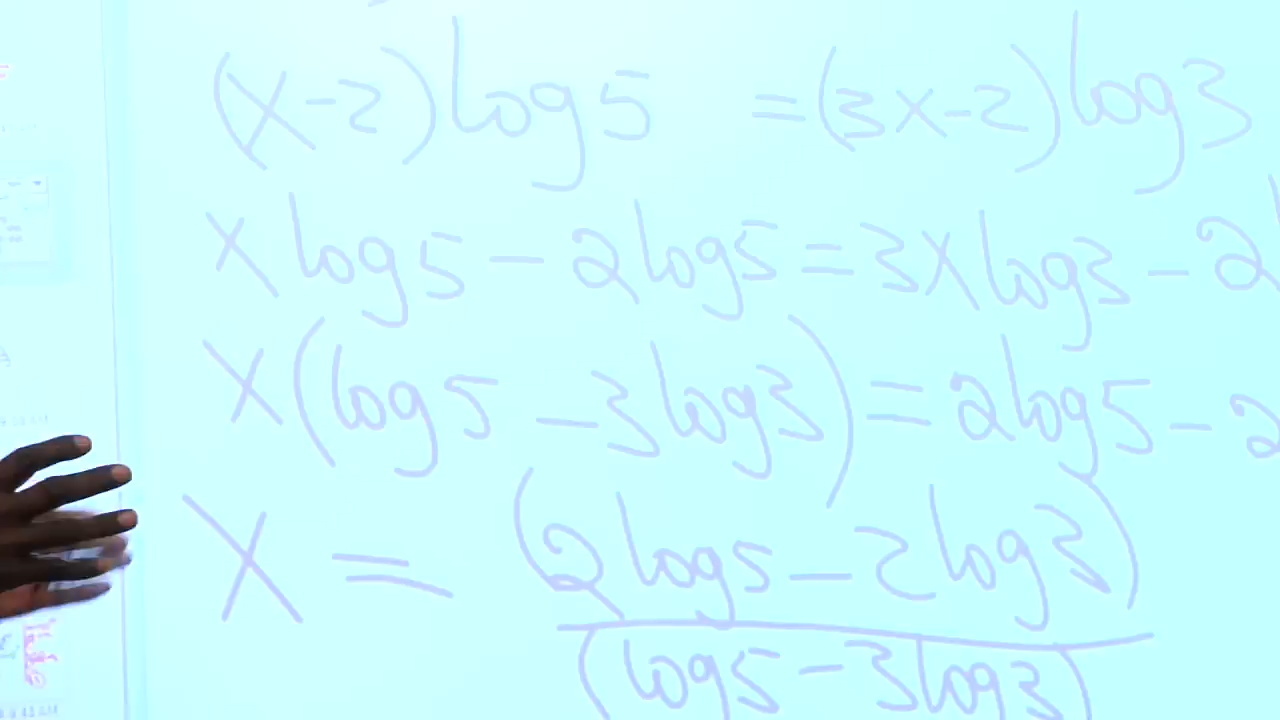 (x-2)log5 =(3x-2)log3
xlog5-2log5=3xlog3-2
x(log5-3log3)=2log5-2
x = (2log5-2log3)
(log5-3log3)